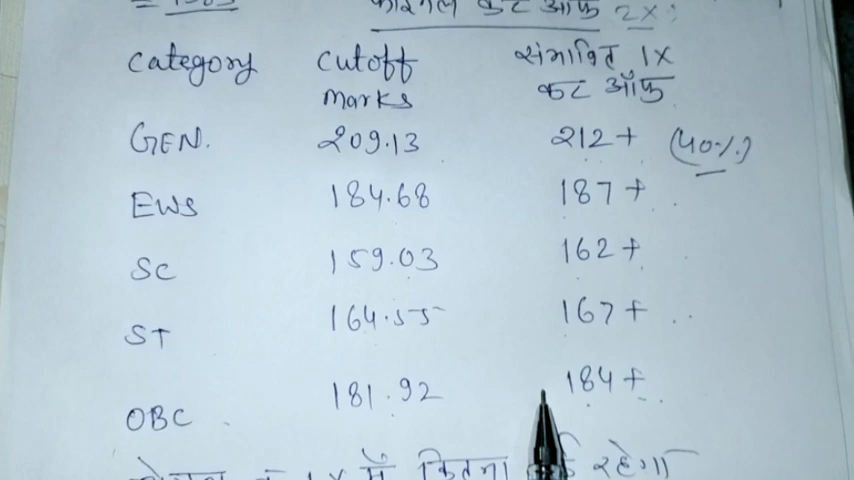 कट ऑफ 2X:
Category Cutoff Marks संभावित 1X कट ऑफ
GEN. 209.13 212+ (40%)
EWS 184.68 187+
SC 159.03 162+
ST 164.55 167+
OBC 181.92 184+
1X में कितना रहेगा